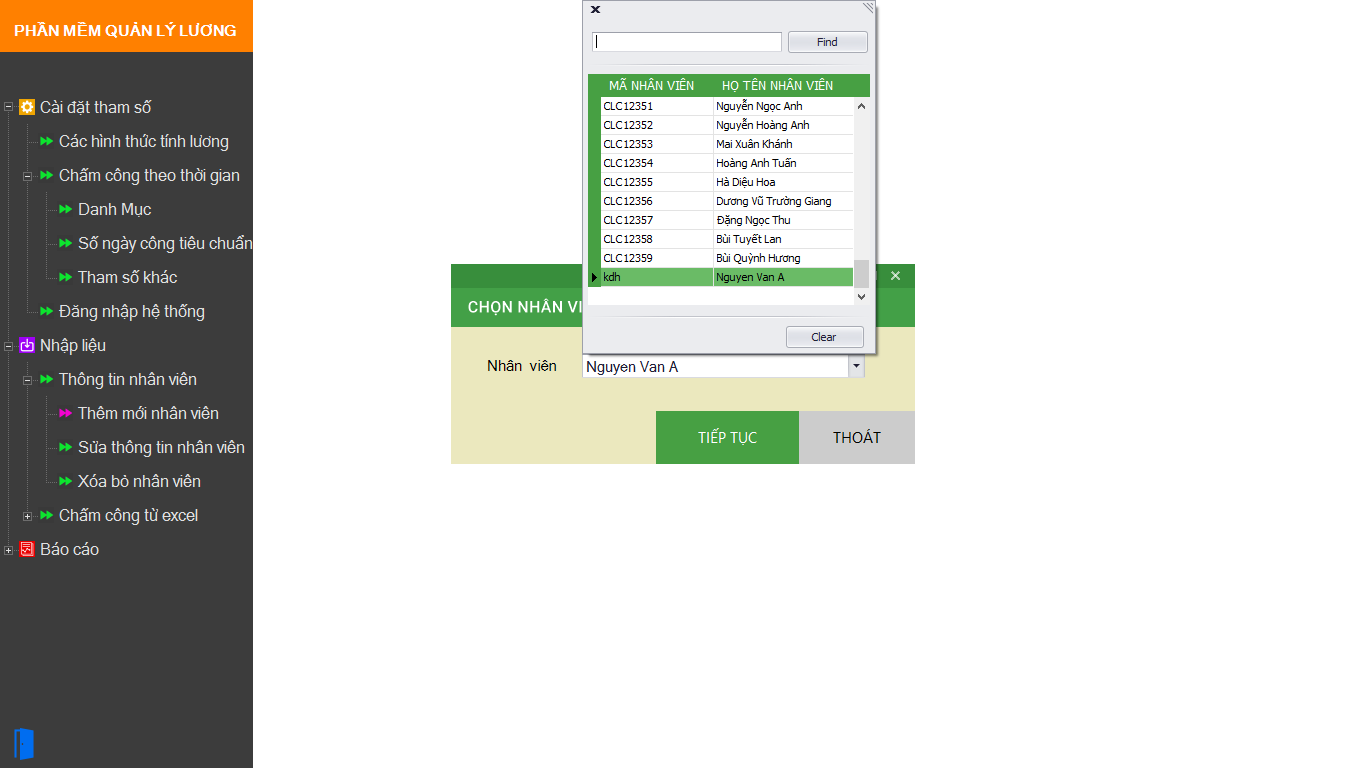 PHẦN MỀM QUẢN LÝ LƯƠNG
Cài đặt tham số
Các hình thức tính lương
Chấm công theo thời gian
Danh Mục
Số ngày công tiêu chuẩn
Tham số khác
Đăng nhập hệ thống
Nhập liệu
Thông tin nhân viên
Thêm mới nhân viên
Sửa thông tin nhân viên
Xóa bỏ nhân viên
Chấm công từ excel
Báo cáo
Find
MÃ NHÂN VIÊN HỌ TÊN NHÂN VIÊN
CLC12351 Nguyễn Ngọc Anh
CLC12352 Nguyễn Hoàng Anh
CLC12353 Mai Xuân Khánh
CLC12354 Hoàng Anh Tuấn
CLC12355 Hà Diệu Hoa
CLC12356 Dương Vũ Trường Giang
CLC12357 Đặng Ngọc Thu
CLC12358 Bùi Tuyết Lan
CLC12359 Bùi Quỳnh Hương
kdh Nguyen Van A
Clear
CHỌN NHÂN VI
Nhân viên Nguyen Van A
TIẾP TỤC THOÁT